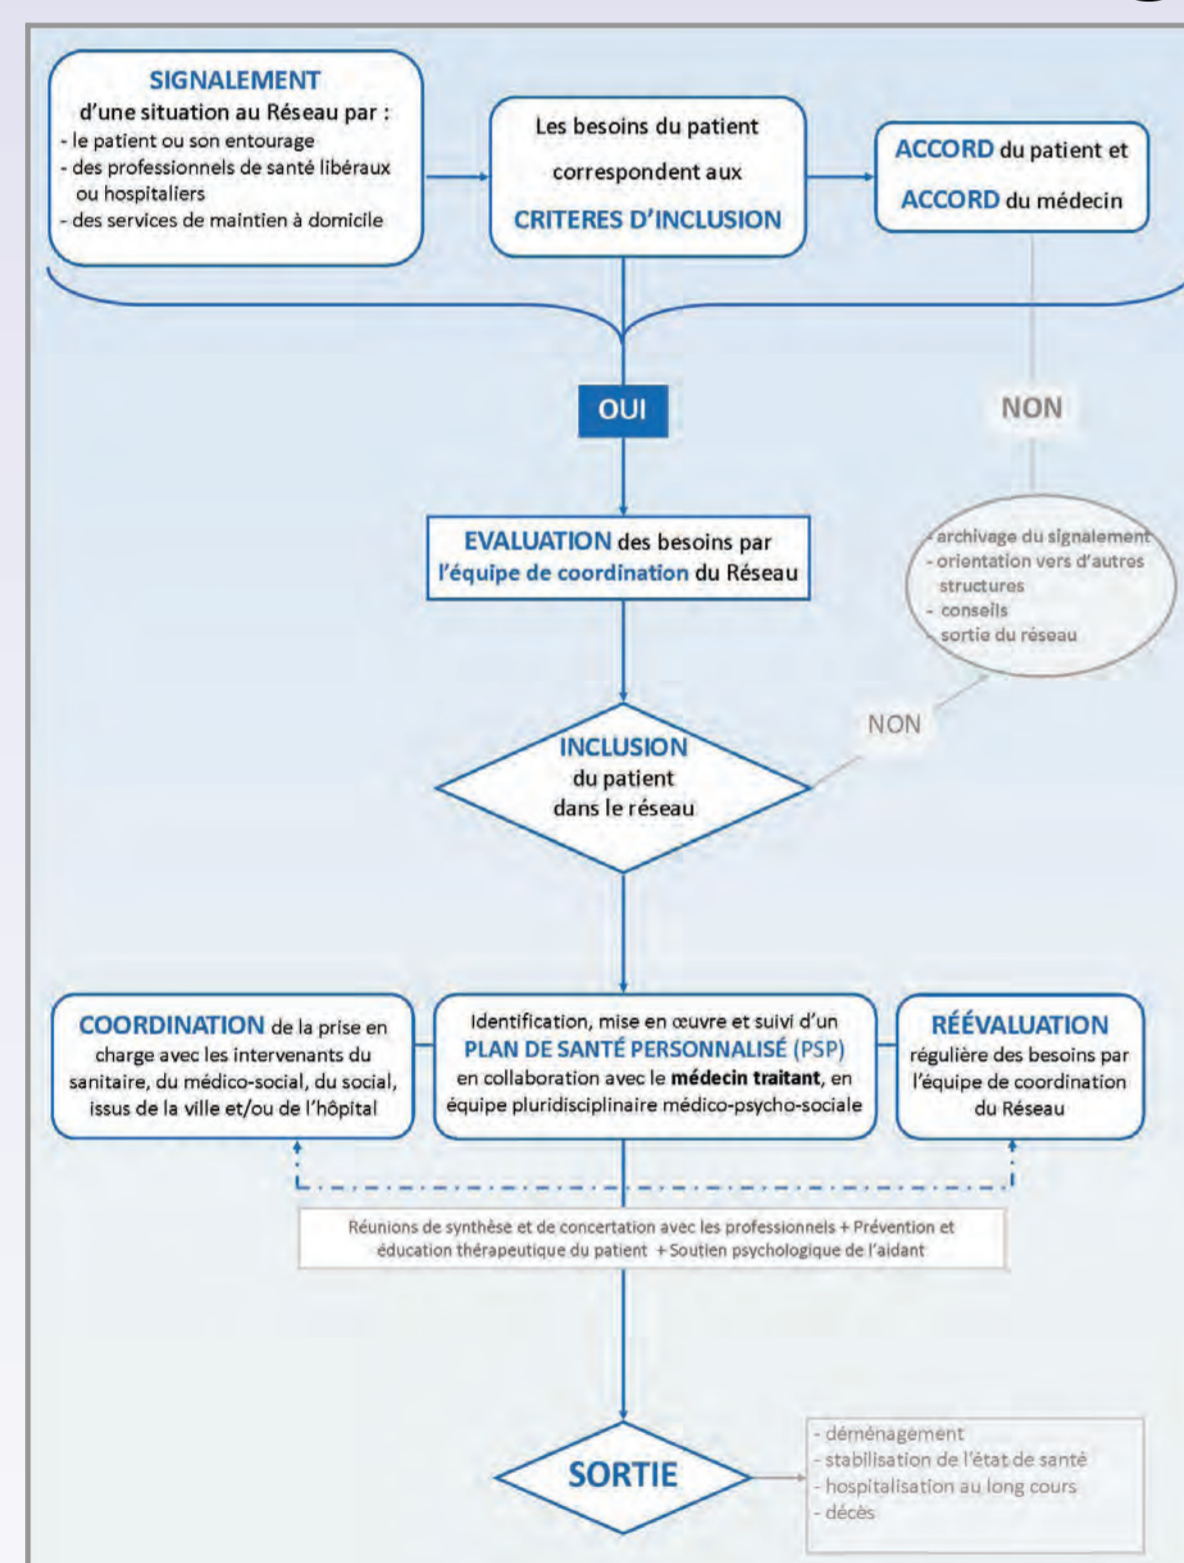 SIGNALEMENT
d'une situation au Réseau par :
- le patient ou son entourage
- des professionnels de santé libéraux
ou hospitaliers
- des services de maintien à domicile
Les besoins du patient
correspondent aux
CRITERES D'INCLUSION
ACCORD du patient et
ACCORD du médecin
OUI
NON
EVALUATION des besoins par
l'équipe de coordination du Réseau
- archivage du signalement
- orientation vers d'autres
structures
- conseils
- sortie du réseau
NON
INCLUSION
du patient
dans le réseau
COORDINATION de la prise en
charge avec les intervenants du
sanitaire, du médico-social, du social,
issus de la ville et/ou de l'hôpital
Identification, mise en œuvre et suivi d'un
PLAN DE SANTÉ PERSONNALISÉ (PSP)
en collaboration avec le médecin traitant, en
équipe pluridisciplinaire médico-psycho-sociale
RÉÉVALUATION
régulière des besoins par
l'équipe de coordination
du Réseau
Réunions de synthèse et de concertation avec les professionnels + Prévention et
éducation thérapeutique du patient + Soutien psychologique de l'aidant
SORTIE
- déménagement
- stabilisation de l'état de santé
- hospitalisation au long cours
- décès